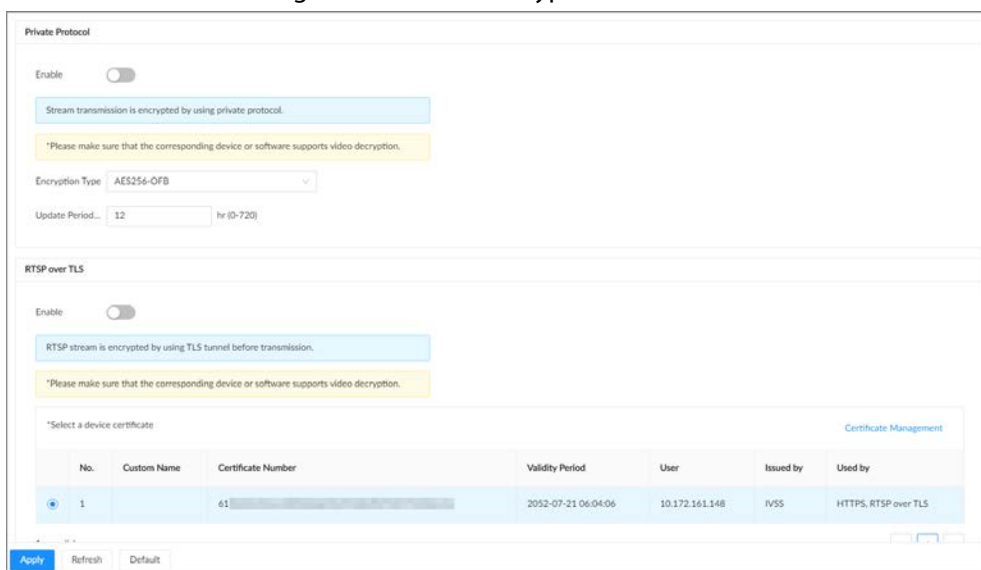 Private Protocol
Enable
Stream transmission is encrypted by using private protocol.
*Please make sure that the corresponding device or software supports video decryption.
Encryption Type AES256-OFB
Update Period... 12 hr (0-720)
RTSP over TLS
Enable
RTSP stream is encrypted by using TLS tunnel before transmission.
*Please make sure that the corresponding device or software supports video decryption.
*Select a device certificate Certificate Management
No. Custom Name Certificate Number Validity Period User Issued by Used by
1 61 2052-07-21 06:04:06 10.172.161.148 IVSS HTTPS, RTSP over TLS
Apply Refresh Default